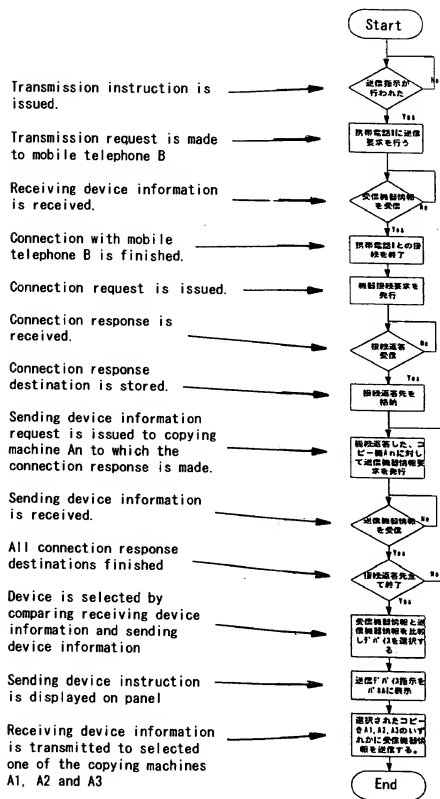 Start
Transmission instruction is
issued.
送信指示が
行われた
No
Yes
Transmission request is made
to mobile telephone B
携帯電話Bに送信
要求を行う
Receiving device information
is received.
受信機器情報
を受信
No
Yes
Connection with mobile
telephone B is finished.
携帯電話Bとの接
続を終了
Connection request is issued.
機器接続要求を
発行
Connection response is
received.
接続返答
受信
No
Yes
Connection response
destination is stored.
接続返答先を
格納
Sending device information
request is issued to copying
machine An to which the
connection response is made.
接続返答した、コ
ピー機Anに対し
て送信機器情報要
求を発行
Sending device information
is received.
送信機器情報
を受信
No
Yes
All connection response
destinations finished
接続返答先全
て終了
No
Yes
Device is selected by
comparing receiving device
information and sending
device information
受信機器情報と送
信機器情報を比較
しデバイスを選択す
る
Sending device instruction
is displayed on panel
送信デバイス指示を
パネルに表示
Receiving device information
is transmitted to selected
one of the copying machines
A1, A2 and A3
選択されたコピー
をA1,A2,A3のいず
れかに受信機器情
報を送信する。
End